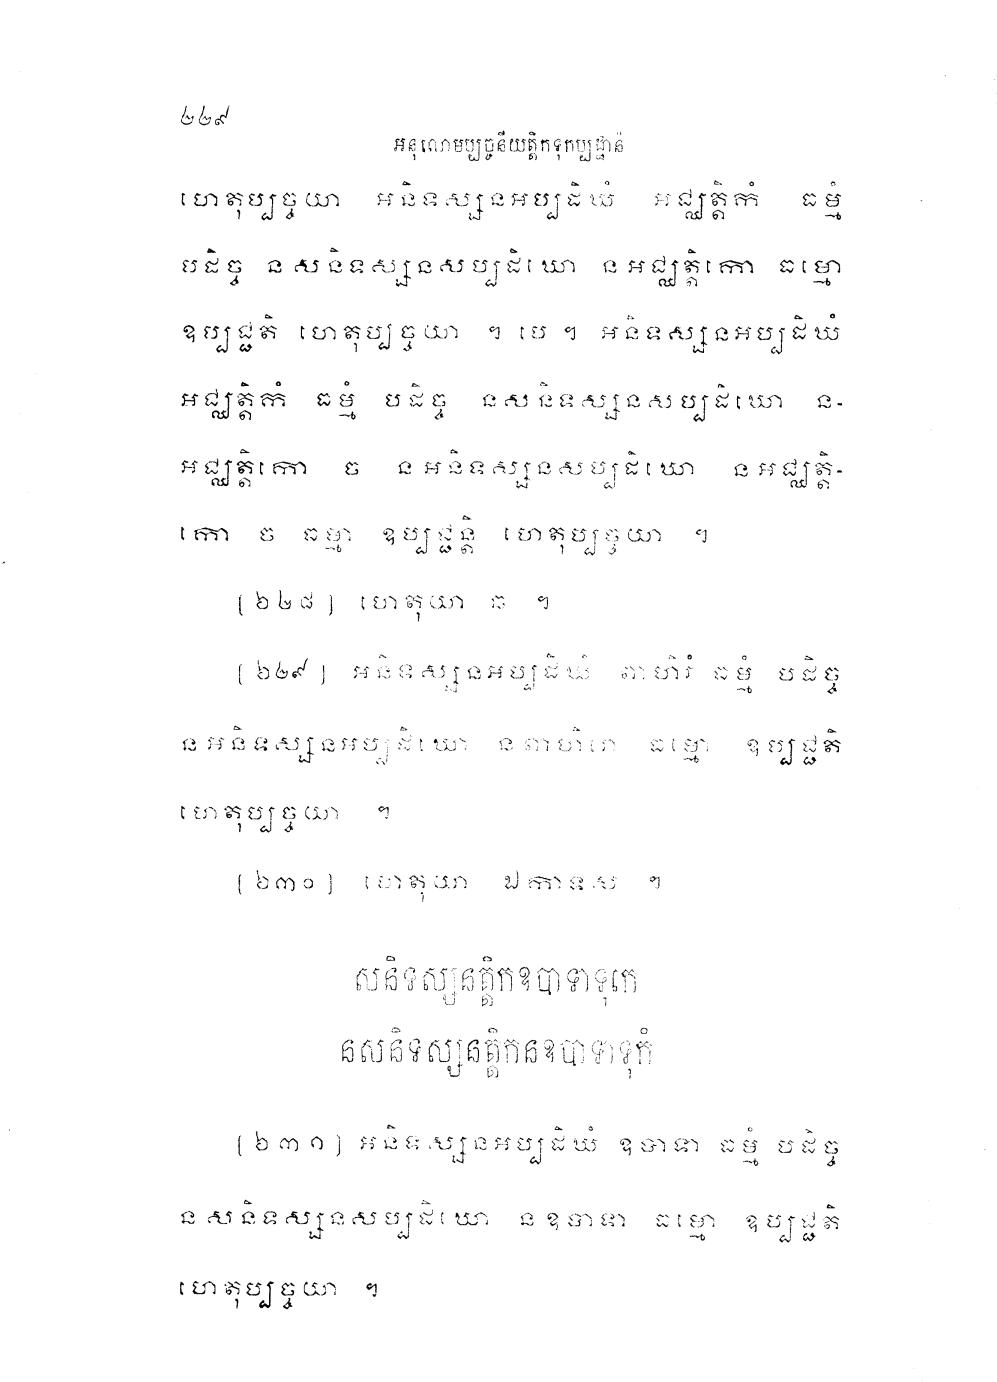 ២២៩
អនុលោមប្បច្ចនីយត្តិកទុកប្បដ្ឋានំ
ហេតុប្បច្ចយា អនិទស្សនអប្បដិឃំ អជ្ឈត្តិកំ ធម្មំ
បដិច្ច នសនិទស្សនសប្បដិឃោ នអជ្ឈត្តិកោ ធម្មោ
ឧប្បជ្ជតិ ហេតុប្បច្ចយា ។ បេ ។ អនិទស្សនអប្បដិឃំ
អជ្ឈត្តិកំ ធម្មំ បដិច្ច នសនិទស្សនសប្បដិឃោ ន-
អជ្ឈត្តិកោ ច នអនិទស្សនសប្បដិឃោ នអជ្ឈត្តិ-
កោ ច ធម្មា ឧប្បជ្ជន្តិ ហេតុប្បច្ចយា ។
[៦២៨] ហេតុយា ៣ ។
[៦២៩] អនិទស្សនអប្បដិឃំ ពាហិរំ ធម្មំ បដិច្ច
នអនិទស្សនអប្បដិឃោ នពាហិរោ ធម្មោ ឧប្បជ្ជតិ
ហេតុប្បច្ចយា ។
[៦៣០] ហេតុយា ឯកាទស ។
សនិទស្សនត្តិកឧបាទាទុកេ
នសនិទស្សនត្តិកនឧបាទាទុកំ
[៦៣១] អនិទស្សនអប្បដិឃំ ឧបាទា ធម្មំ បដិច្ច
នសនិទស្សនសប្បដិឃោ នឧបាទា ធម្មោ ឧប្បជ្ជតិ
ហេតុប្បច្ចយា ។